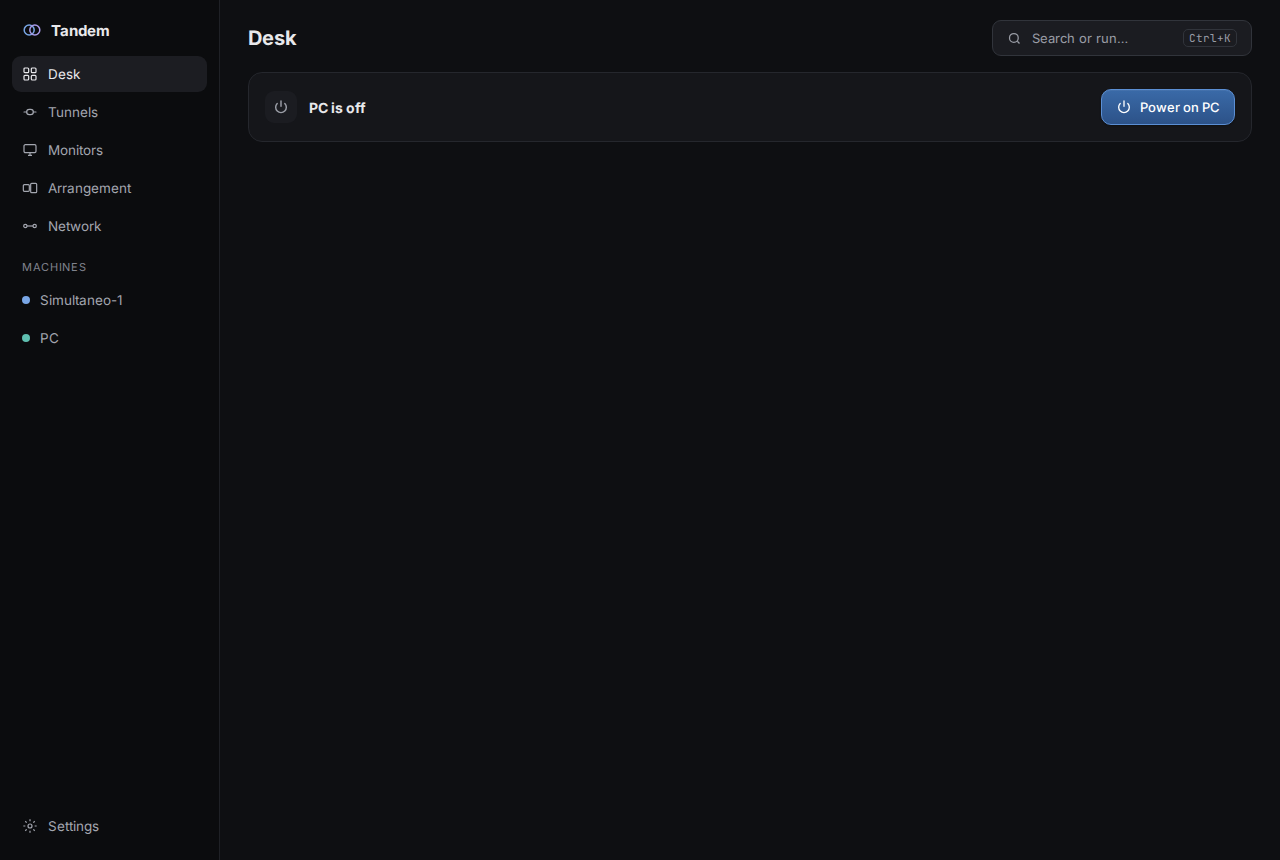 Tandem
Desk
Tunnels
Monitors
Arrangement
Network
MACHINES
Simultaneo-1
PC
Settings
Desk
Search or run...
Ctrl+K
PC is off
Power on PC